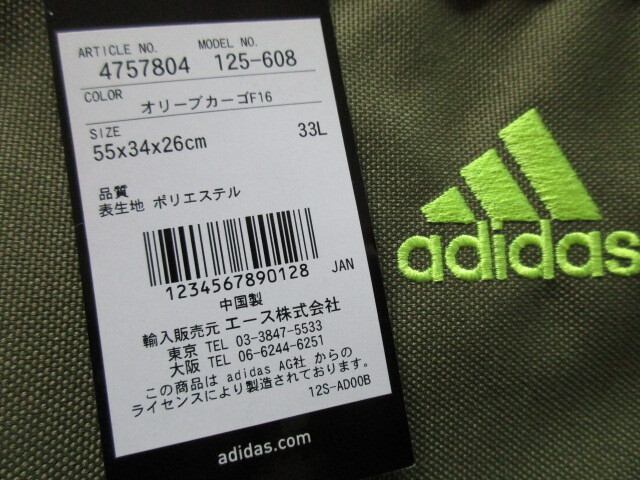 ARTICLE NO. MODEL NO.
4757804 125-608
COLOR
オリーブカーゴF16
SIZE
55x34x26cm 33L
品質
表生地 ポリエステル
1234567890128 JAN
中国製
輸入販売元 エース株式会社
東京 TEL 03-3847-5533
大阪 TEL 06-6244-6251
この商品は adidas AG社 からの
ライセンスにより製造されております。
12S-AD00B
adidas.com
adidas